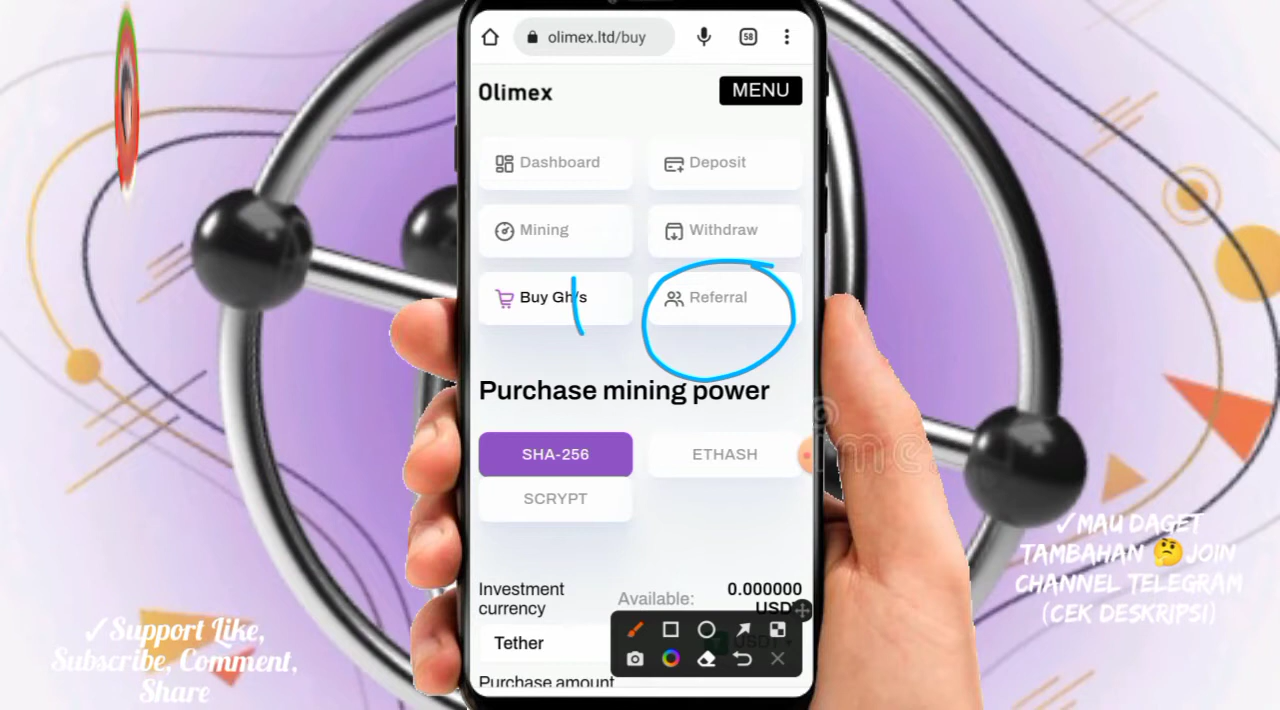 olimex.ltd/buy
58
Olimex
MENU
Dashboard
Deposit
Mining
Withdraw
Buy Gh/s
Referral
Purchase mining power
SHA-256
ETHASH
SCRYPT
Investment
currency
Available:
0.000000
USDT
Tether
Purchase amount
✓Support Like,
Subscribe, Comment,
Share
✓MAU DAGET
TAMBAHAN 🤔JOIN
CHANNEL TELEGRAM
(CEK DESKRIPSI)